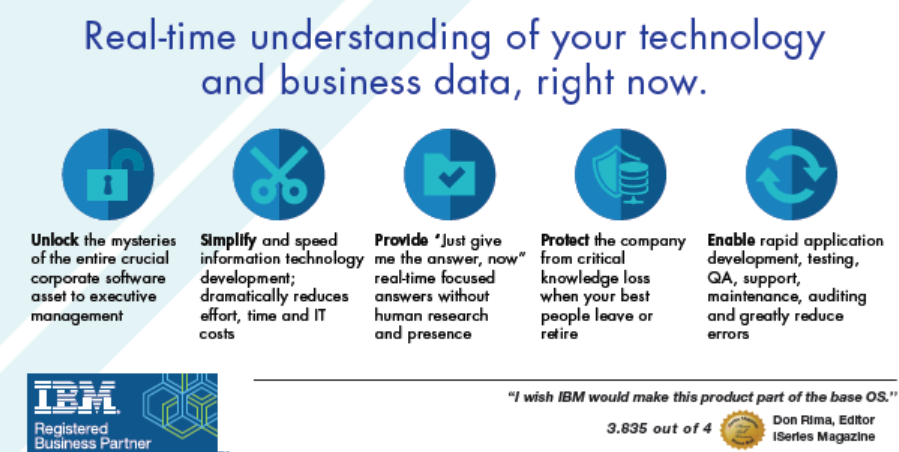 Real-time understanding of your technology
and business data, right now.
Unlock the mysteries
of the entire crucial
corporate software
asset to executive
management
Simplify and speed
information technology
development;
dramatically reduces
effort, time and IT
costs
Provide "Just give
me the answer, now"
real-time focused
answers without
human research
and presence
Protect the company
from critical
knowledge loss
when your best
people leave or
retire
Enable rapid application
development, testing,
QA, support,
maintenance, auditing
and greatly reduce
errors
IBM.
Registered
Business Partner
"I wish IBM would make this product part of the base OS."
3.835 out of 4
Don Rima, Editor
iSeries Magazine